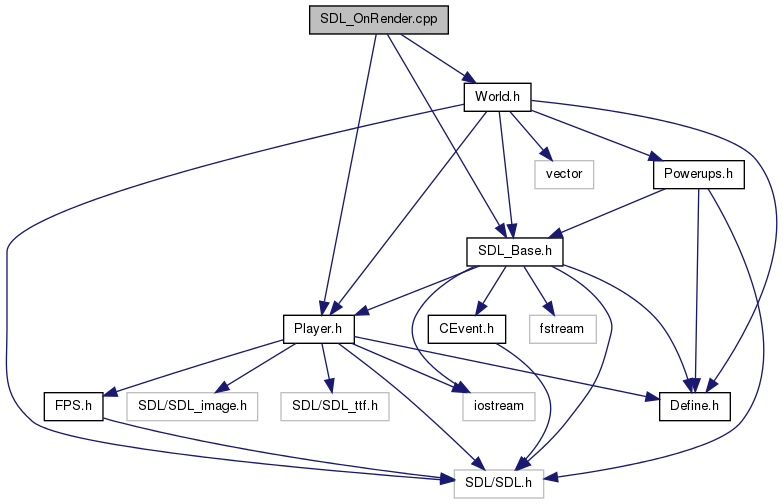 SDL_OnRender.cpp
World.h
vector
Powerups.h
SDL_Base.h
Player.h
CEvent.h
fstream
FPS.h
SDL/SDL_image.h
SDL/SDL_ttf.h
iostream
Define.h
SDL/SDL.h